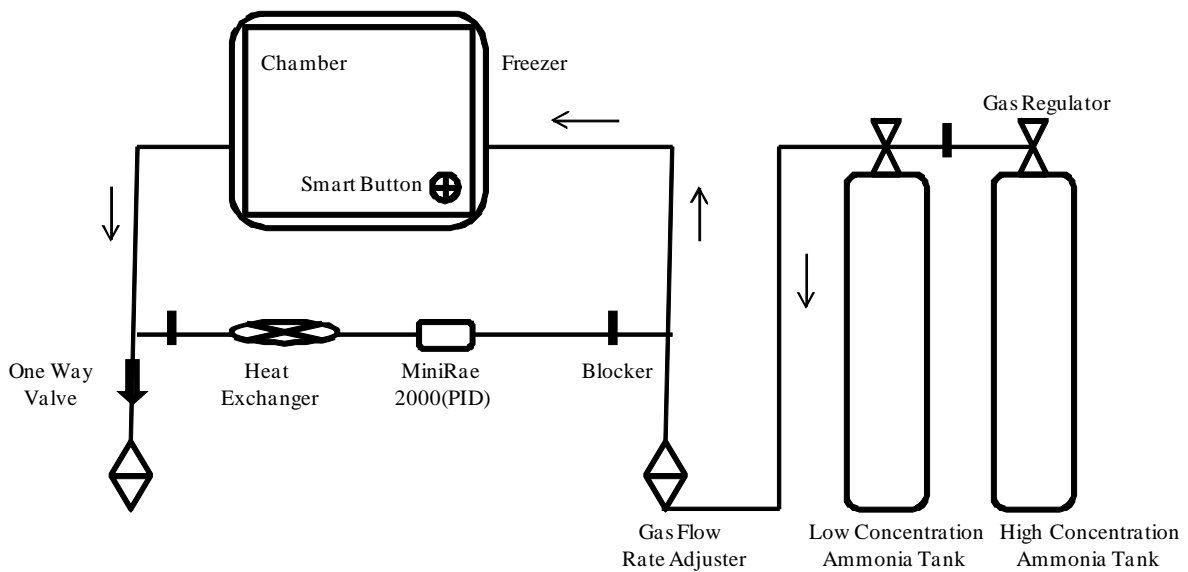 Chamber
Freezer
Gas Regulator
Smart Button
One Way
Valve
Heat
Exchanger
MiniRae
2000(PID)
Blocker
Gas Flow
Rate Adjuster
Low Concentration
Ammonia Tank
High Concentration
Ammonia Tank